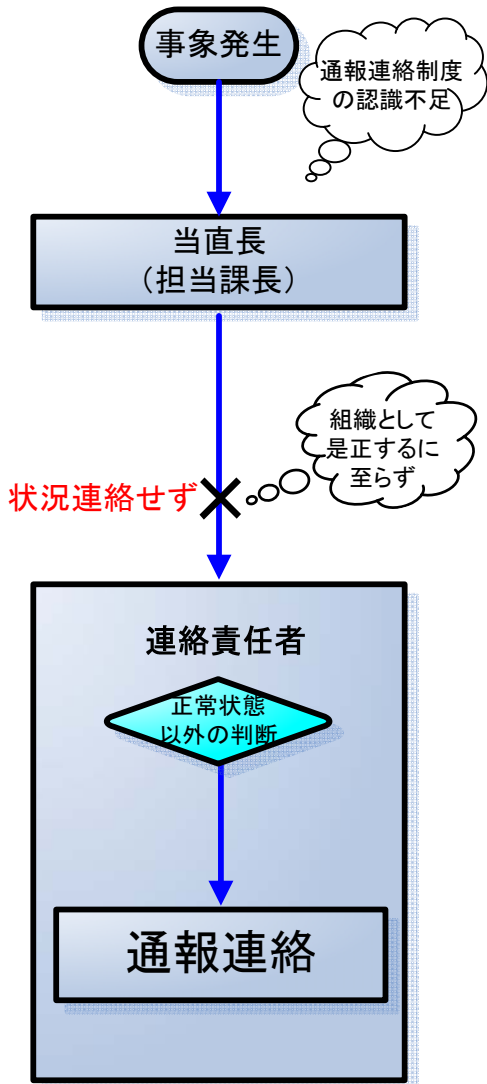 事象発生
通報連絡制度
の認識不足
当直長
（担当課長）
組織として
是正するに
至らず
状況連絡せず
連絡責任者
正常状態
以外の判断
通報連絡